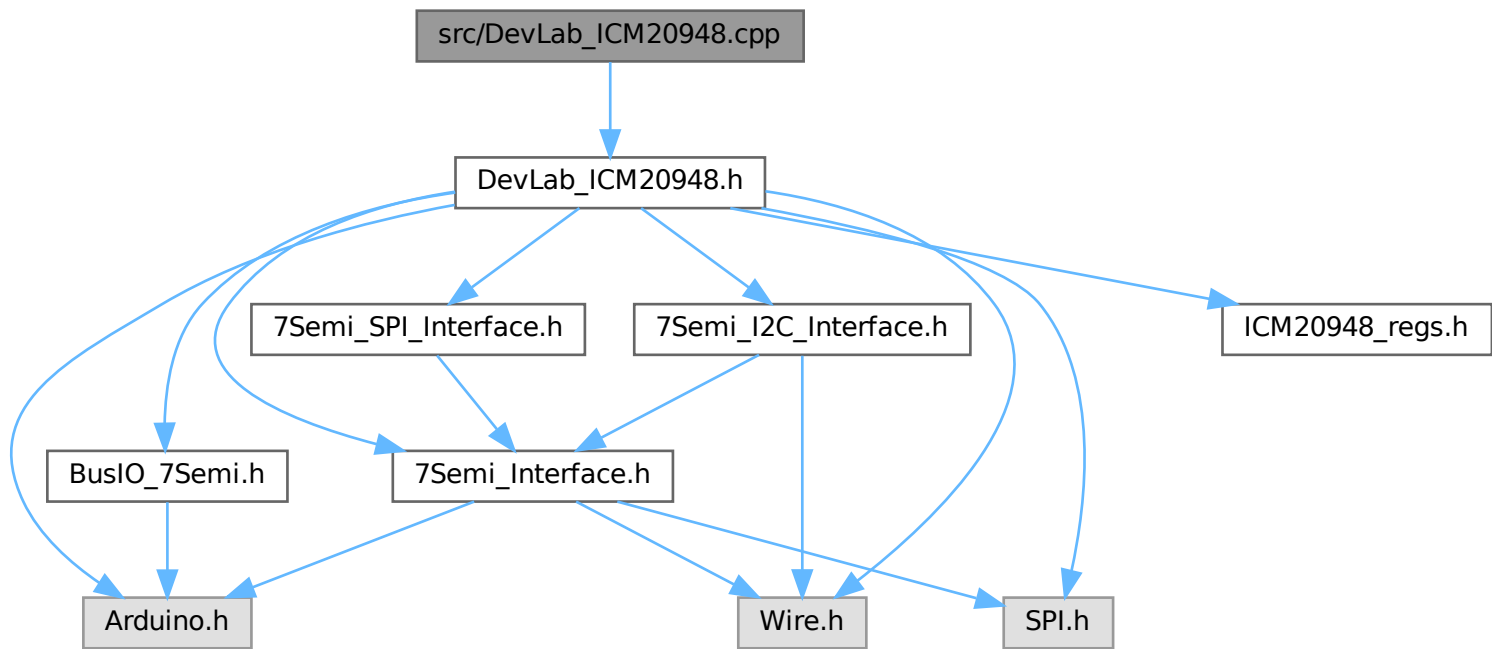 src/DevLab_ICM20948.cpp
DevLab_ICM20948.h
7Semi_SPI_Interface.h
7Semi_I2C_Interface.h
ICM20948_regs.h
BusIO_7Semi.h
7Semi_Interface.h
Arduino.h
Wire.h
SPI.h